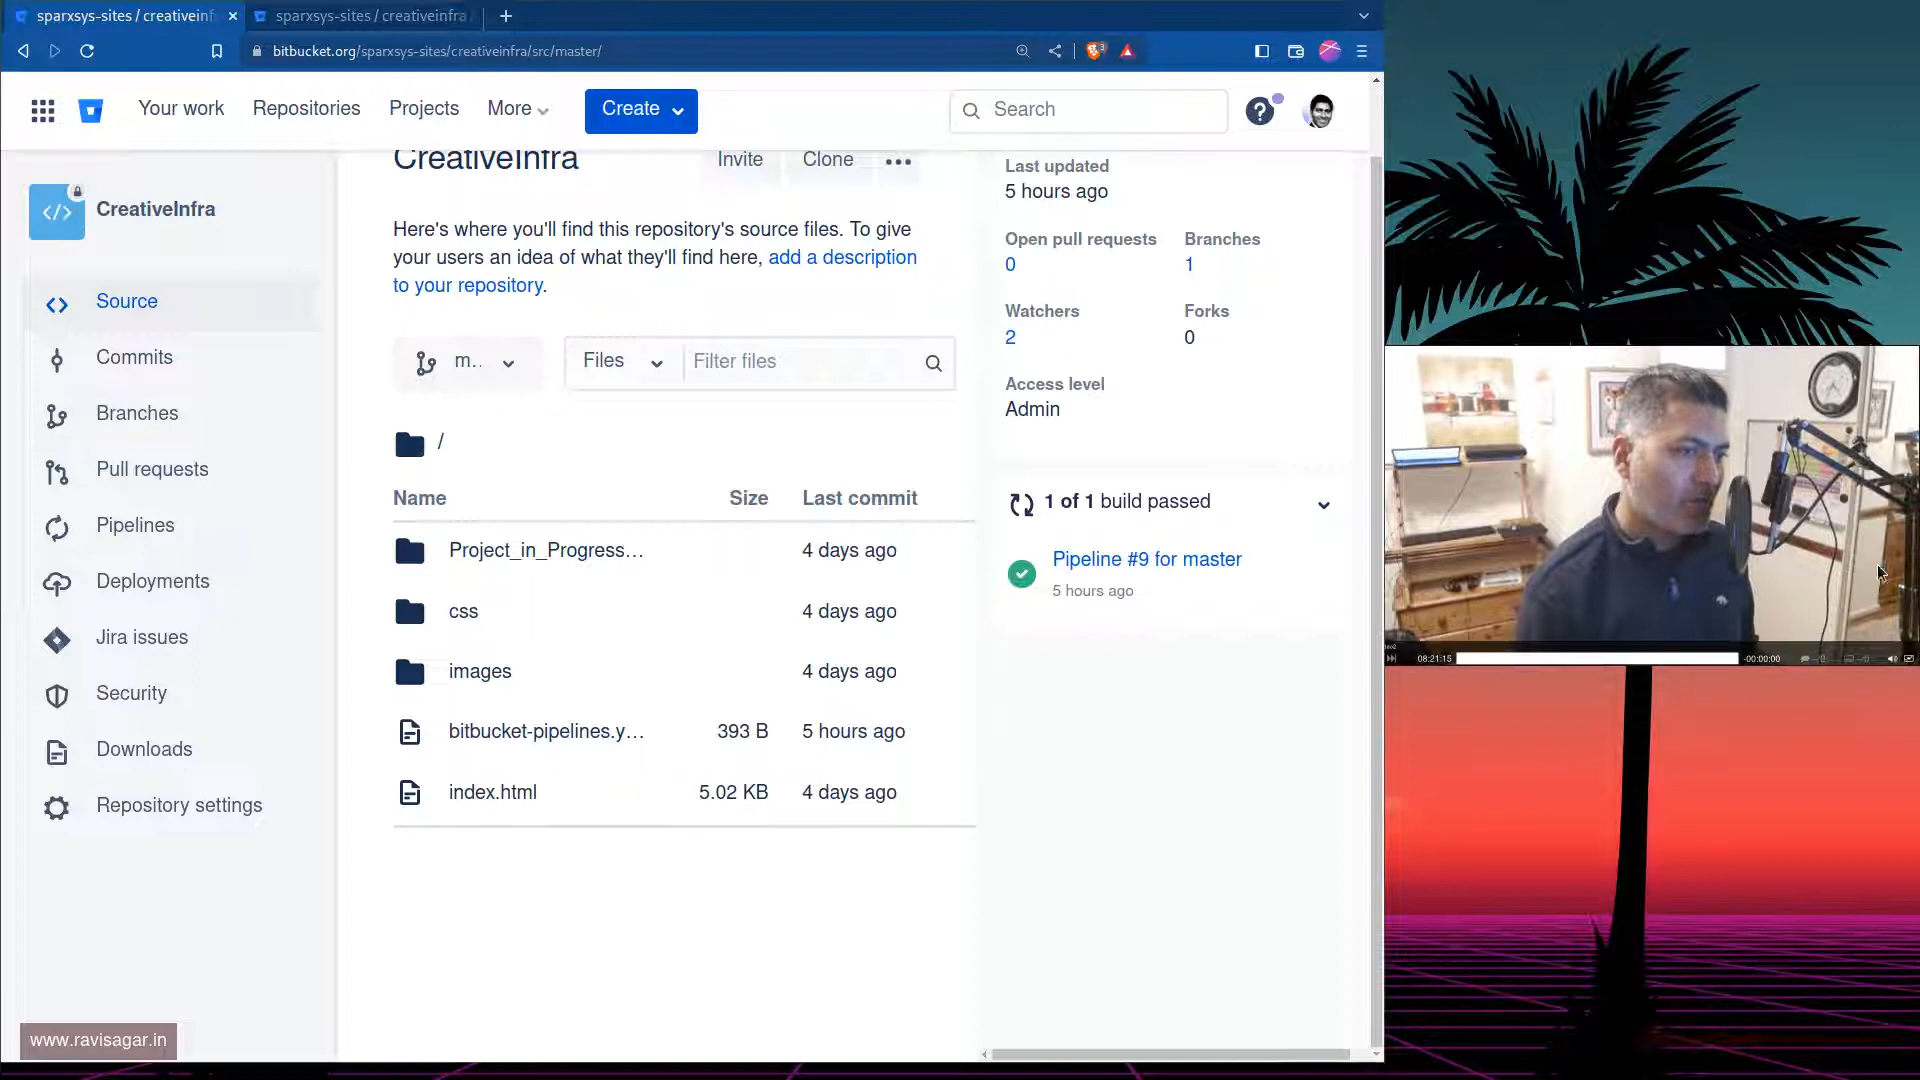 sparxsys-sites / creativeinf
sparxsys-sites / creativeinfra
bitbucket.org/sparxsys-sites/creativeinfra/src/master/
3
Your work
Repositories
Projects
More
Create
Search
CreativeInfra
Source
Commits
Branches
Pull requests
Pipelines
Deployments
Jira issues
Security
Downloads
Repository settings
CreativeInfra
Invite
Clone
Here's where you'll find this repository's source files. To give
your users an idea of what they'll find here, add a description
to your repository.
m..
Files
Filter files
/
Name Size Last commit
Project_in_Progress... 4 days ago
css 4 days ago
images 4 days ago
bitbucket-pipelines.y... 393 B 5 hours ago
index.html 5.02 KB 4 days ago
Last updated
5 hours ago
Open pull requests
0
Branches
1
Watchers
2
Forks
0
Access level
Admin
1 of 1 build passed
Pipeline #9 for master
5 hours ago
08:21:15
-00:00:00
www.ravisagar.in